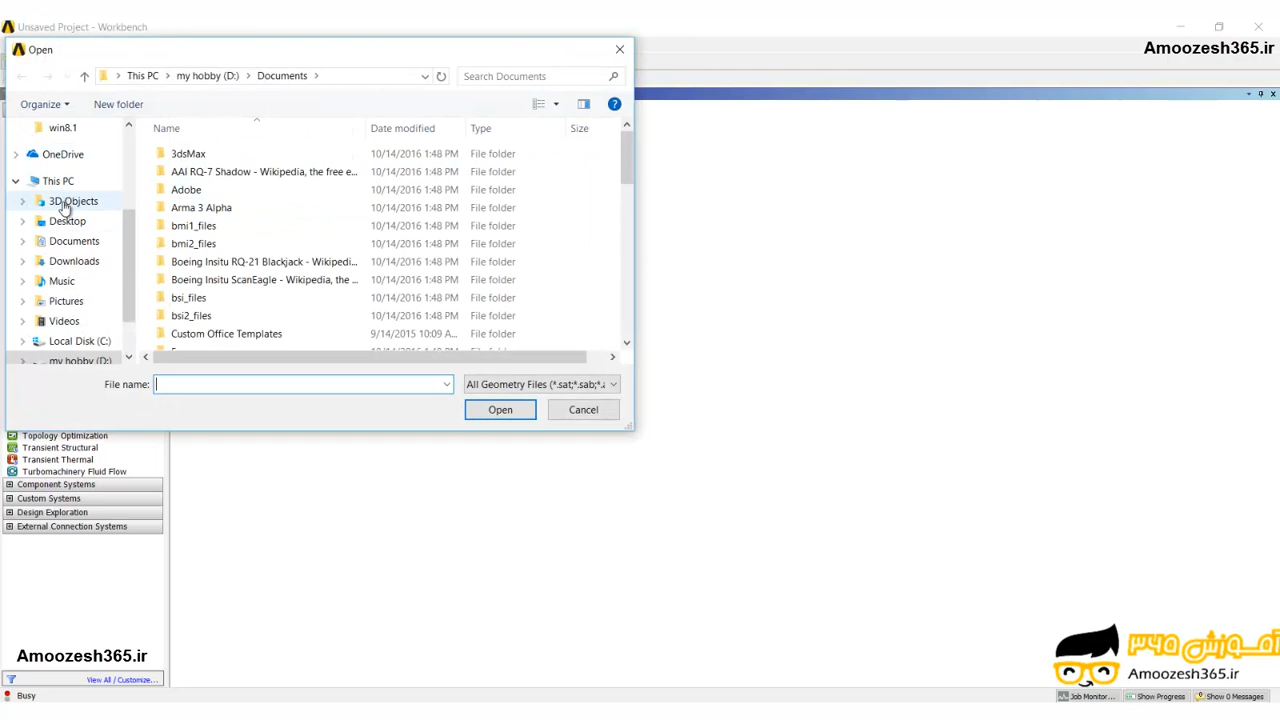 Unsaved Project - Workbench
Amoozesh365.ir
Open
This PC
my hobby (D:)
Documents
Search Documents
Organize
New folder
Name
Date modified
Type
Size
win8.1
OneDrive
This PC
3D Objects
Desktop
Documents
Downloads
Music
Pictures
Videos
Local Disk (C:)
my hobby (D:)
3dsMax 10/14/2016 1:48 PM File folder
AAI RQ-7 Shadow - Wikipedia, the free e... 10/14/2016 1:48 PM File folder
Adobe 10/14/2016 1:48 PM File folder
Arma 3 Alpha 10/14/2016 1:48 PM File folder
bmi1_files 10/14/2016 1:48 PM File folder
bmi2_files 10/14/2016 1:48 PM File folder
Boeing Insitu RQ-21 Blackjack - Wikipedi... 10/14/2016 1:48 PM File folder
Boeing Insitu ScanEagle - Wikipedia, the ... 10/14/2016 1:48 PM File folder
bsi_files 10/14/2016 1:48 PM File folder
bsi2_files 10/14/2016 1:48 PM File folder
Custom Office Templates 9/14/2015 10:09 A... File folder
File name:
All Geometry Files (*.sat;*.sab;*.a
Open
Cancel
Topology Optimization
Transient Structural
Transient Thermal
Turbomachinery Fluid Flow
Component Systems
Custom Systems
Design Exploration
External Connection Systems
Amoozesh365.ir
View All / Customize...
آموزش ۳۶۵
Amoozesh365.ir
Busy
Job Monitor...
Show Progress
Show 0 Messages